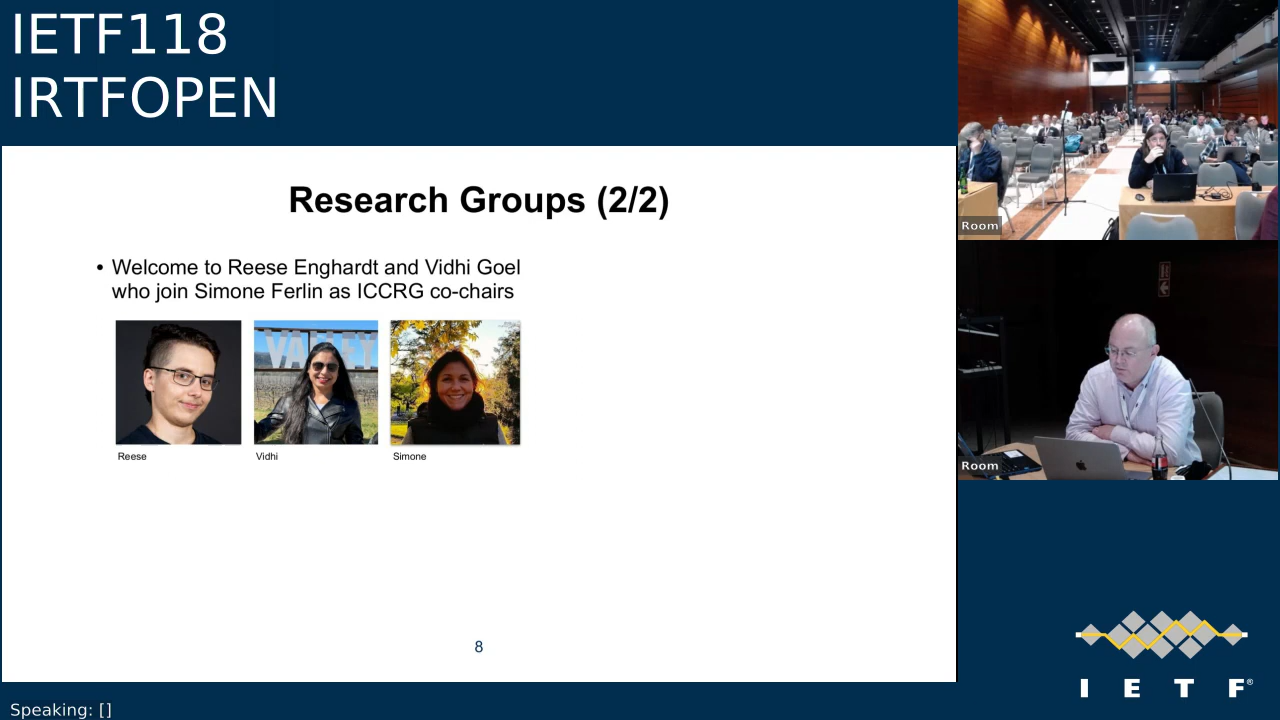 IETF118
IRTFOPEN
Research Groups (2/2)
• Welcome to Reese Enghardt and Vidhi Goel
who join Simone Ferlin as ICCRG co-chairs
VALLEY
Reese
Vidhi
Simone
8
Room
Room
I E T F®
Speaking: []